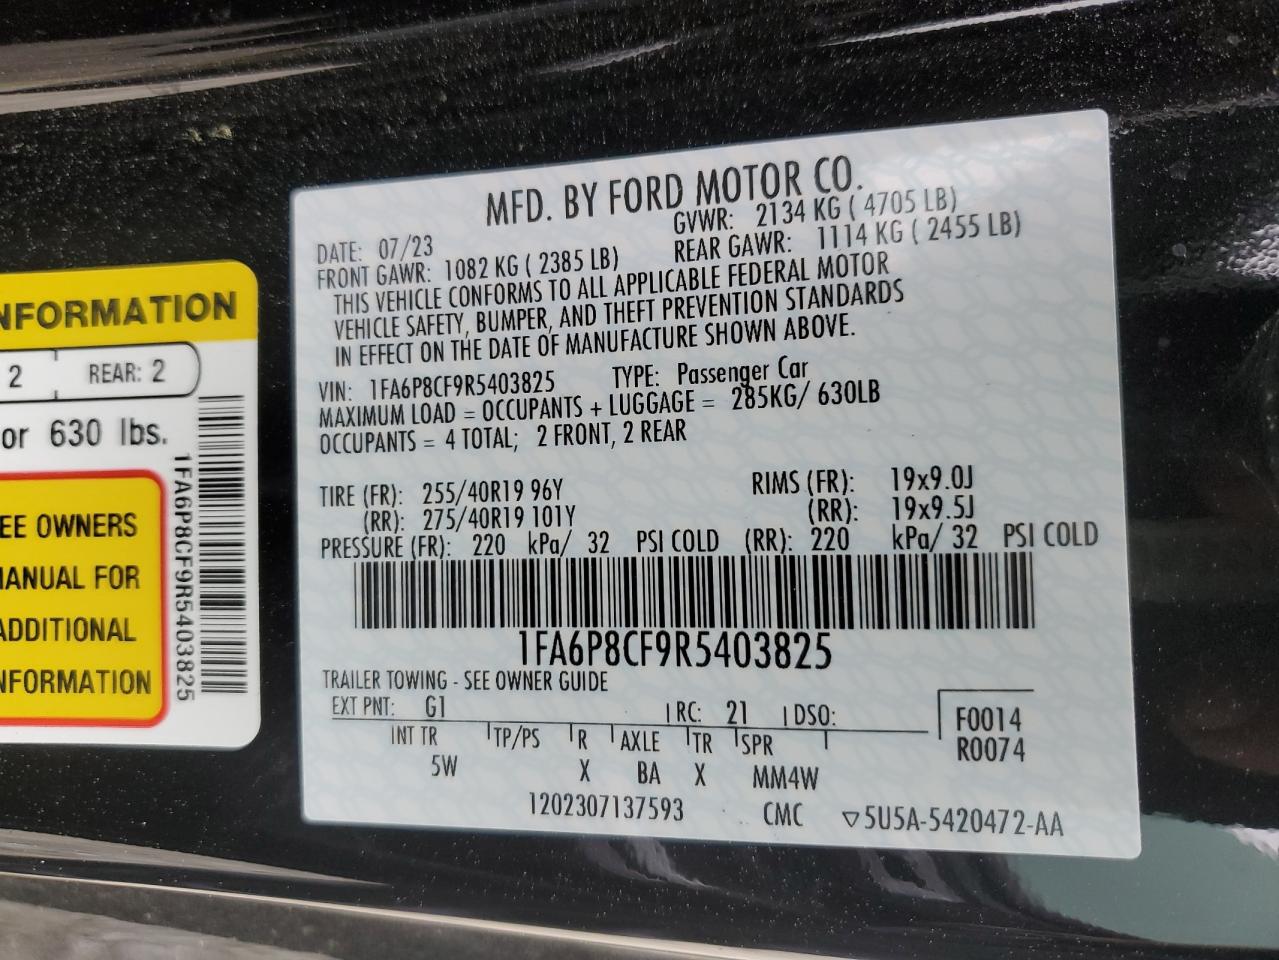 MFD. BY FORD MOTOR CO.
DATE: 07/23 GVWR: 2134 KG ( 4705 LB)
FRONT GAWR: 1082 KG ( 2385 LB) REAR GAWR: 1114 KG ( 2455 LB)
THIS VEHICLE CONFORMS TO ALL APPLICABLE FEDERAL MOTOR
VEHICLE SAFETY, BUMPER, AND THEFT PREVENTION STANDARDS
IN EFFECT ON THE DATE OF MANUFACTURE SHOWN ABOVE.
VIN: 1FA6P8CF9R5403825 TYPE: Passenger Car
MAXIMUM LOAD = OCCUPANTS + LUGGAGE = 285KG/ 630LB
OCCUPANTS = 4 TOTAL; 2 FRONT, 2 REAR
TIRE (FR): 255/40R19 96Y RIMS (FR): 19x9.0J
(RR): 275/40R19 101Y (RR): 19x9.5J
PRESSURE (FR): 220 kPa/ 32 PSI COLD (RR): 220 kPa/ 32 PSI COLD
1FA6P8CF9R5403825
TRAILER TOWING - SEE OWNER GUIDE
EXT PNT: G1 RC: 21 DSO: F0014
INT TR TP/PS R AXLE TR SPR R0074
5W X BA X MM4W
1202307137593 CMC ▽5U5A-5420472-AA
NFORMATION
2 REAR: 2
or 630 lbs.
EE OWNERS
MANUAL FOR
ADDITIONAL
NFORMATION
1FA6P8CF9R5403825